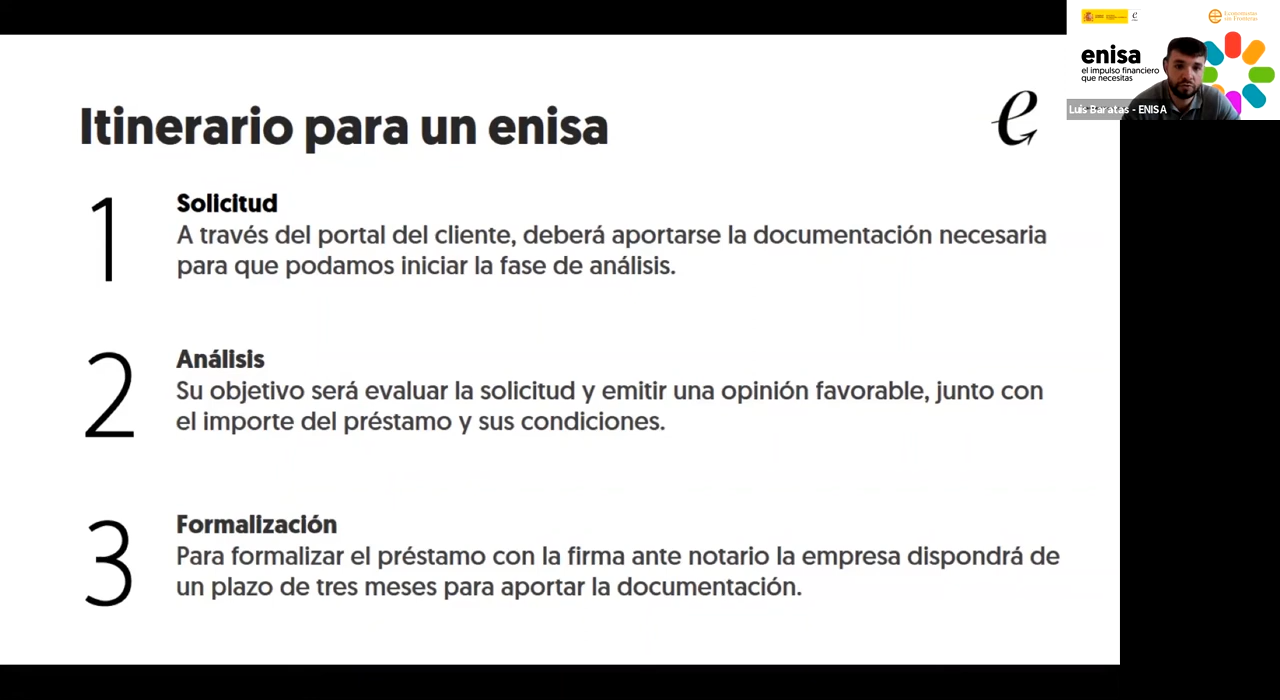 enisa
el impulso financiero
que necesitas
Luis Baratas - ENISA
Itinerario para un enisa
1
Solicitud
A través del portal del cliente, deberá aportarse la documentación necesaria
para que podamos iniciar la fase de análisis.
2
Análisis
Su objetivo será evaluar la solicitud y emitir una opinión favorable, junto con
el importe del préstamo y sus condiciones.
3
Formalización
Para formalizar el préstamo con la firma ante notario la empresa dispondrá de
un plazo de tres meses para aportar la documentación.